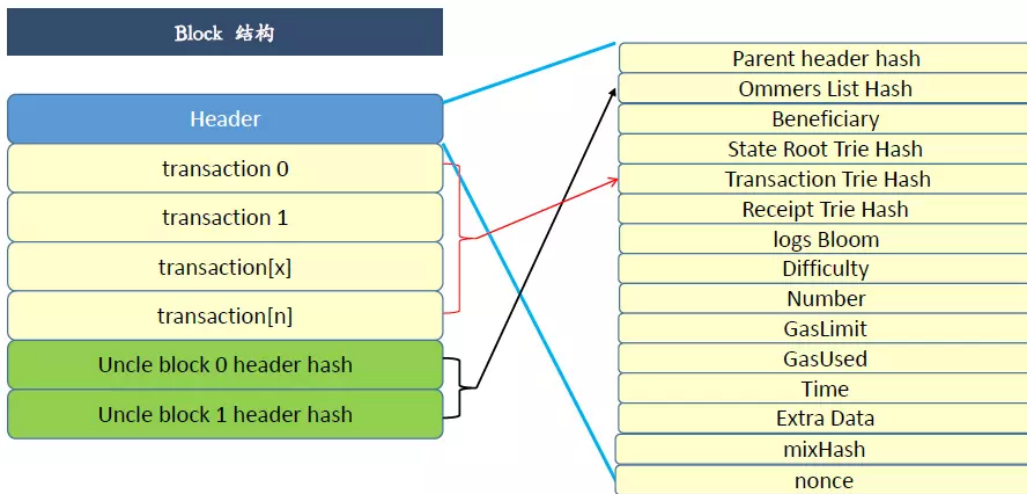 Block 结构
Header
transaction 0
transaction 1
transaction[x]
transaction[n]
Uncle block 0 header hash
Uncle block 1 header hash
Parent header hash
Ommers List Hash
Beneficiary
State Root Trie Hash
Transaction Trie Hash
Receipt Trie Hash
logs Bloom
Difficulty
Number
GasLimit
GasUsed
Time
Extra Data
mixHash
nonce